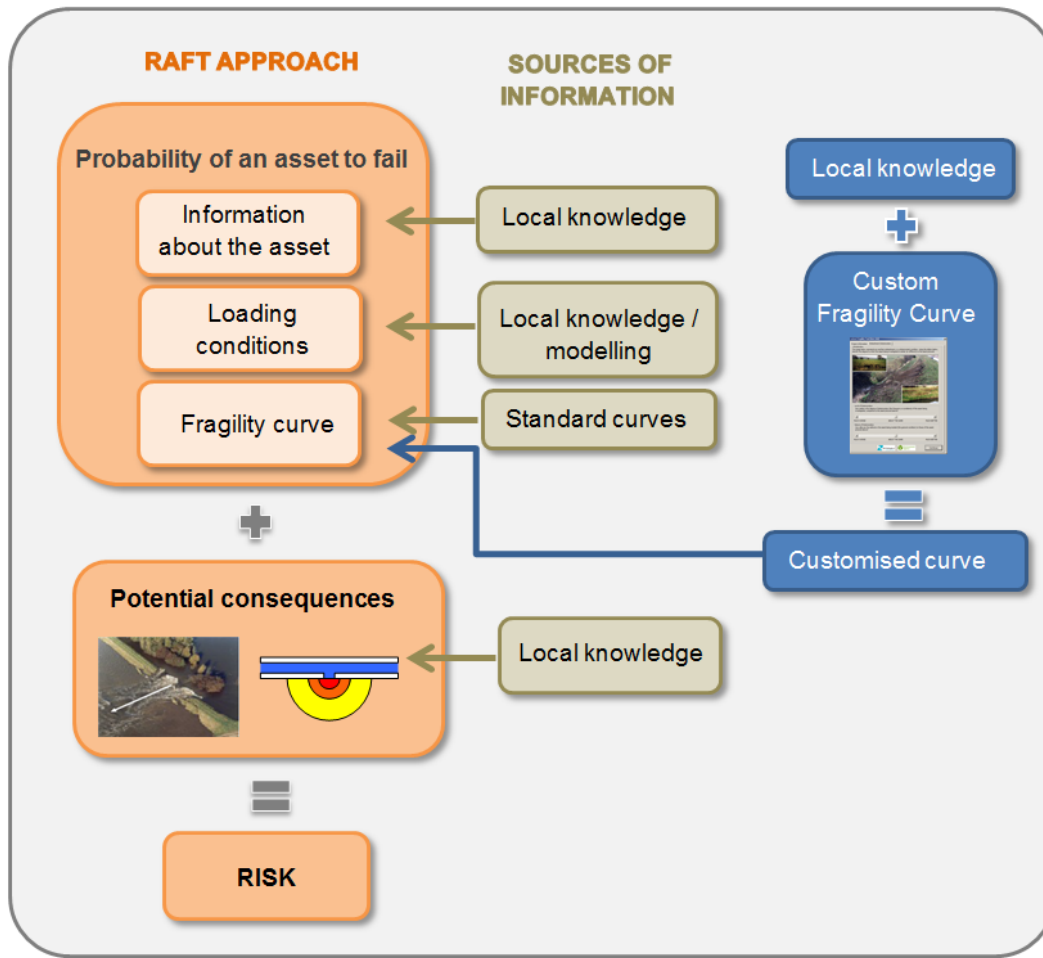 RAFT APPROACH
SOURCES OF
INFORMATION
Probability of an asset to fail
Information
about the asset
Local knowledge
Loading
conditions
Local knowledge /
modelling
Fragility curve
Standard curves
Local knowledge
Custom
Fragility Curve
Customised curve
Potential consequences
Local knowledge
RISK